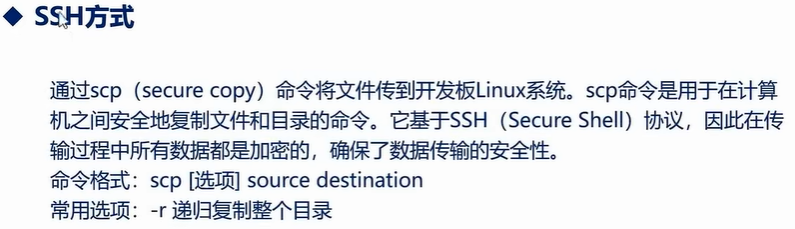 ◆ SSH方式
通过scp（secure copy）命令将文件传到开发板Linux系统。scp命令是用于在计算
机之间安全地复制文件和目录的命令。它基于SSH（Secure Shell）协议，因此在传
输过程中所有数据都是加密的，确保了数据传输的安全性。
命令格式：scp [选项] source destination
常用选项：-r 递归复制整个目录